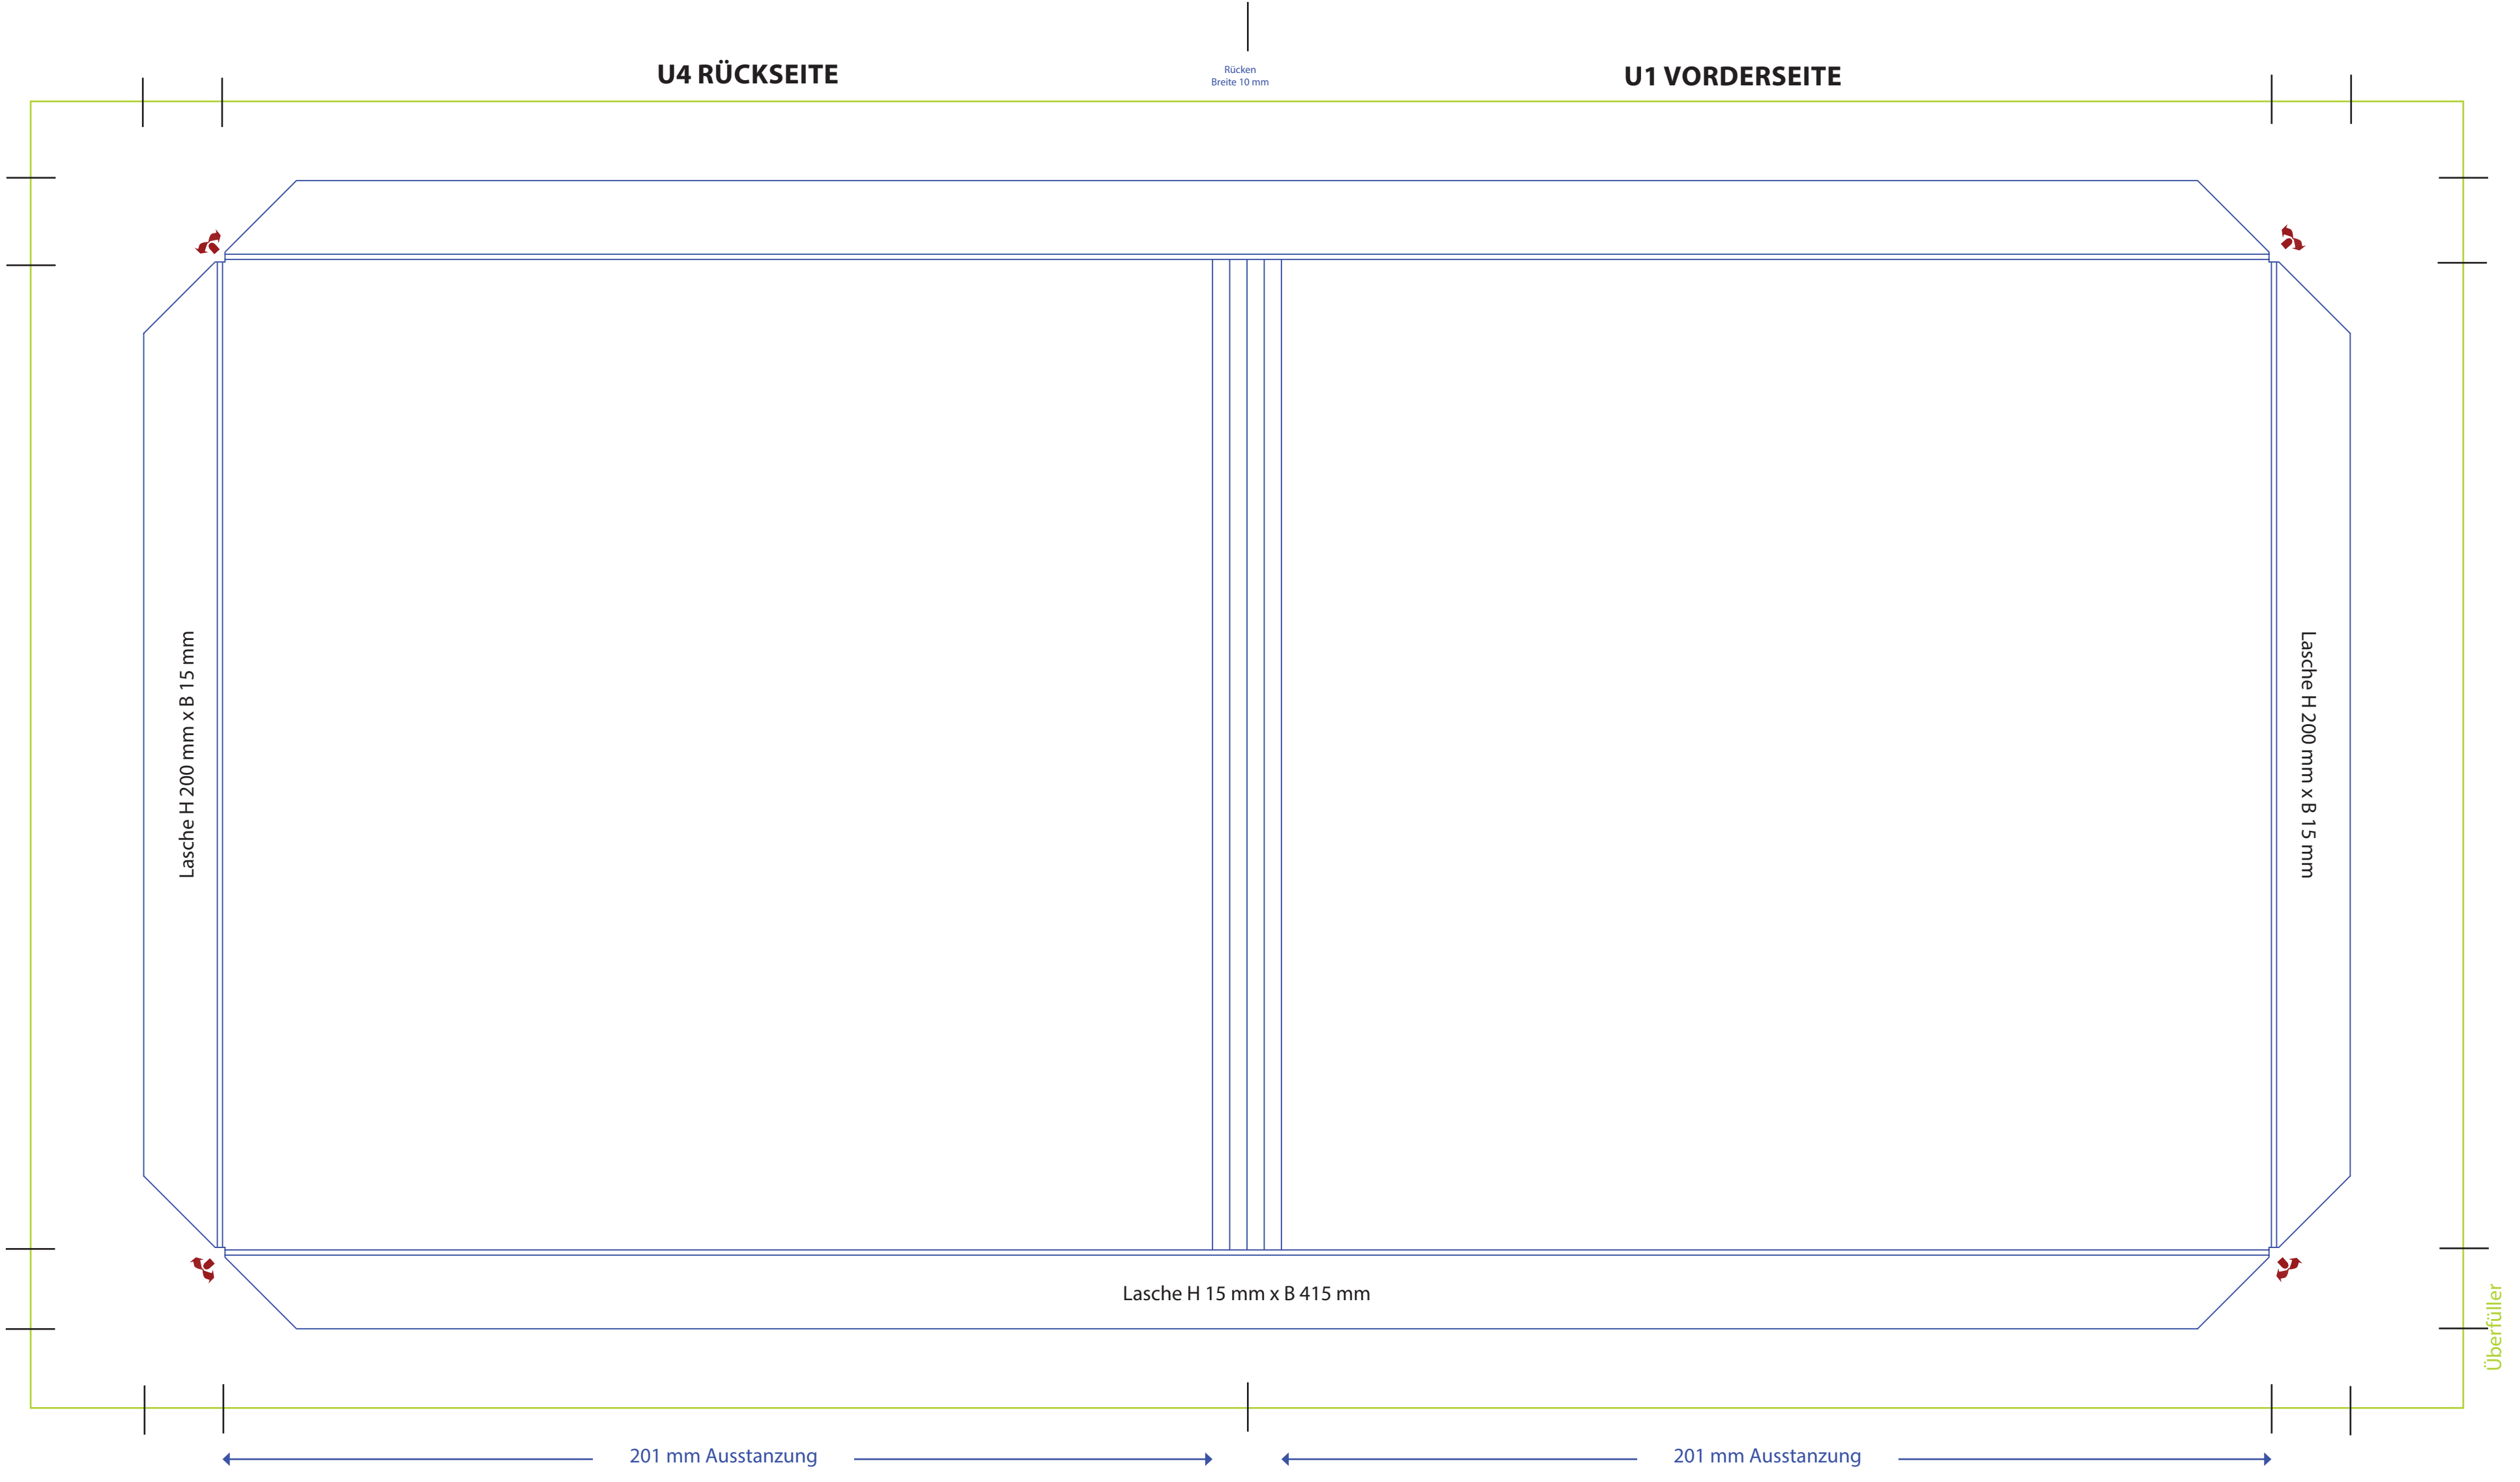 U4 RÜCKSEITE
Rücken
Breite 10 mm
U1 VORDERSEITE
Lasche H 200 mm x B 15 mm
Lasche H 200 mm x B 15 mm
Lasche H 15 mm x B 415 mm
Überfüller
201 mm Ausstanzung
201 mm Ausstanzung